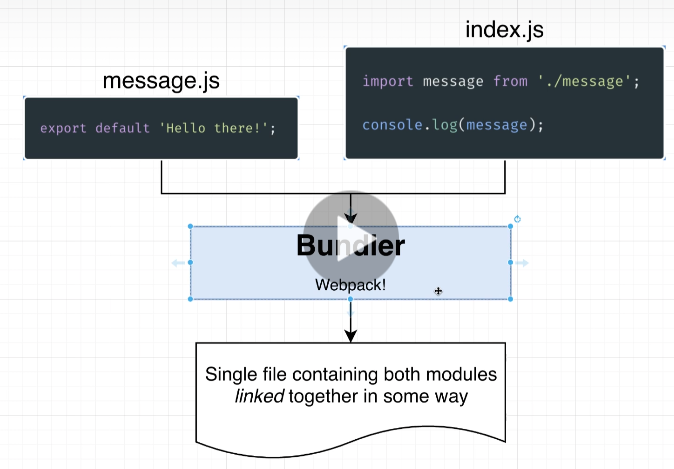 index.js
message.js
import message from './message';
export default 'Hello there!';
console.log(message);
Bundler
Webpack!
Single file containing both modules
linked together in some way